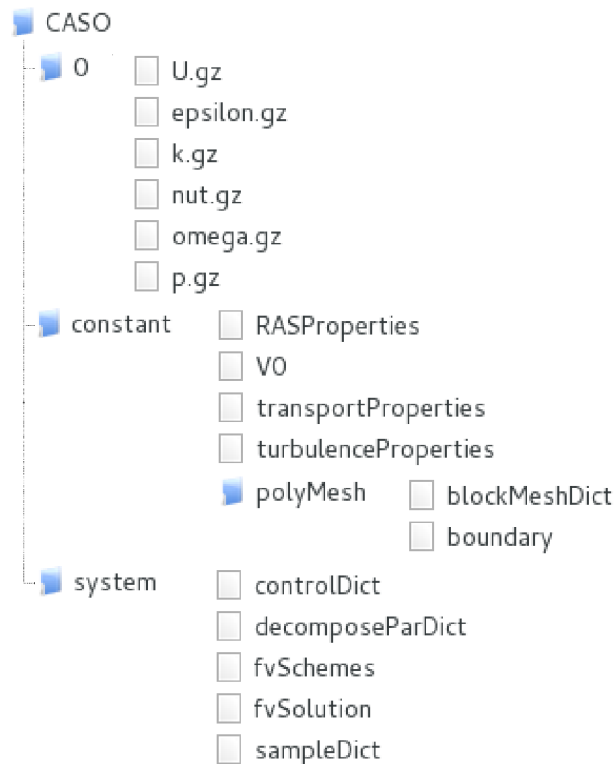 CASO
0 U.gz
epsilon.gz
k.gz
nut.gz
omega.gz
p.gz
constant RASProperties
V0
transportProperties
turbulenceProperties
polyMesh blockMeshDict
boundary
system controlDict
decomposeParDict
fvSchemes
fvSolution
sampleDict